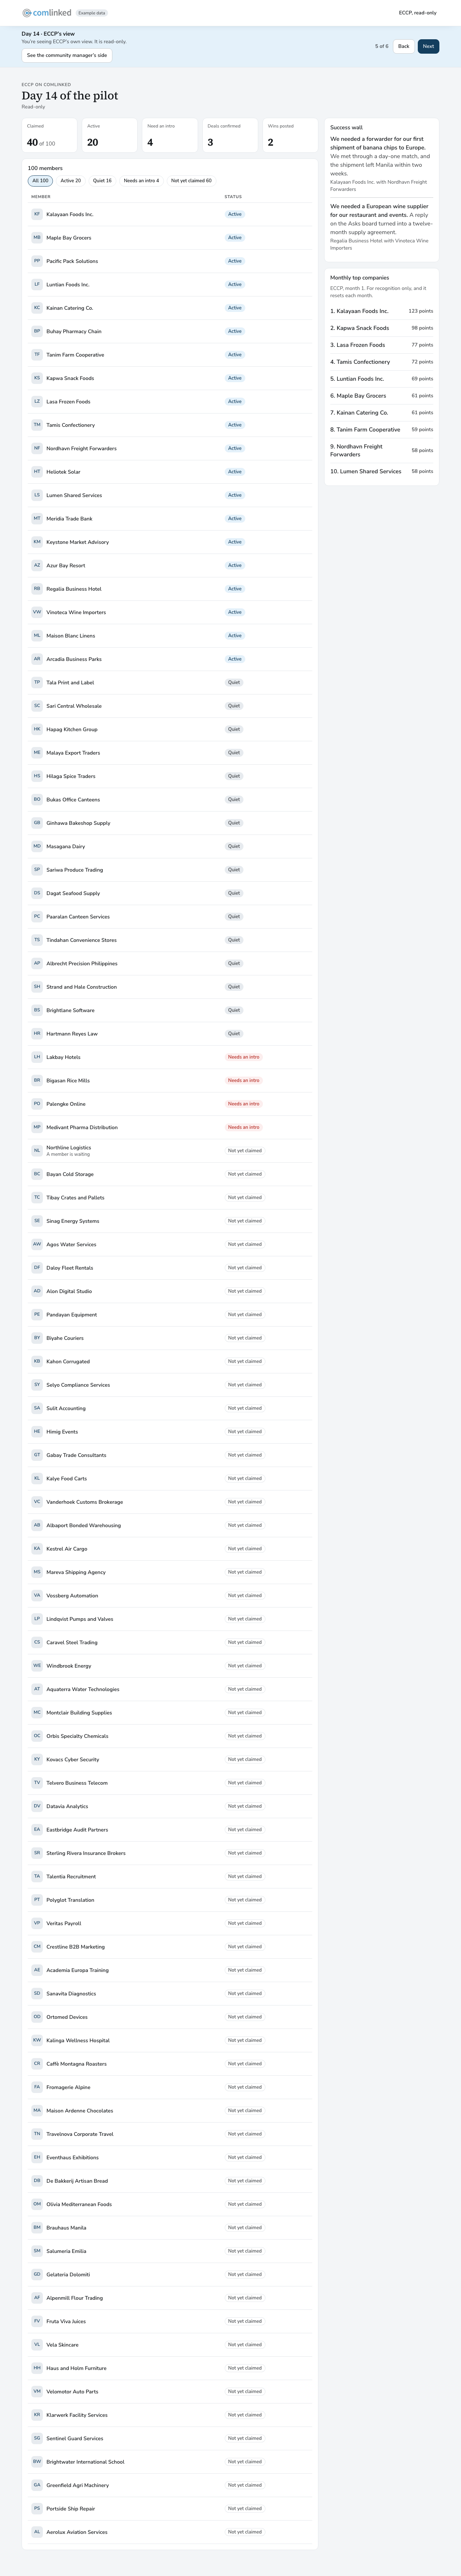 comlinked Example data
ECCP, read-only
Day 14 · ECCP's view
You're seeing ECCP's own view. It is read-only.
See the community manager's side
5 of 6 Back Next
ECCP ON COMLINKED
Day 14 of the pilot
Read-only
Claimed
40 of 100
Active
20
Need an intro
4
Deals confirmed
3
Wins posted
2
100 members
All 100 Active 20 Quiet 16 Needs an intro 4 Not yet claimed 60
MEMBER STATUS
KF Kalayaan Foods Inc. Active
MB Maple Bay Grocers Active
PP Pacific Pack Solutions Active
LF Luntian Foods Inc. Active
KC Kainan Catering Co. Active
BP Buhay Pharmacy Chain Active
TF Tanim Farm Cooperative Active
KS Kapwa Snack Foods Active
LZ Lasa Frozen Foods Active
TM Tamis Confectionery Active
NF Nordhavn Freight Forwarders Active
HT Heliotek Solar Active
LS Lumen Shared Services Active
MT Meridia Trade Bank Active
KM Keystone Market Advisory Active
AZ Azur Bay Resort Active
RB Regalia Business Hotel Active
VW Vinoteca Wine Importers Active
ML Maison Blanc Linens Active
AR Arcadia Business Parks Active
TP Tala Print and Label Quiet
SC Sari Central Wholesale Quiet
HK Hapag Kitchen Group Quiet
ME Malaya Export Traders Quiet
HS Hilaga Spice Traders Quiet
BO Bukas Office Canteens Quiet
GB Ginhawa Bakeshop Supply Quiet
MD Masagana Dairy Quiet
SP Sariwa Produce Trading Quiet
DS Dagat Seafood Supply Quiet
PC Paaralan Canteen Services Quiet
TS Tindahan Convenience Stores Quiet
AP Albrecht Precision Philippines Quiet
SH Strand and Hale Construction Quiet
BS Brightlane Software Quiet
HR Hartmann Reyes Law Quiet
LH Lakbay Hotels Needs an intro
BR Bigasan Rice Mills Needs an intro
PO Palengke Online Needs an intro
MP Medivant Pharma Distribution Needs an intro
NL Northline Logistics Not yet claimed
A member is waiting
BC Bayan Cold Storage Not yet claimed
TC Tibay Crates and Pallets Not yet claimed
SE Sinag Energy Systems Not yet claimed
AW Agos Water Services Not yet claimed
DF Daloy Fleet Rentals Not yet claimed
AD Alon Digital Studio Not yet claimed
PE Pandayan Equipment Not yet claimed
BY Biyahe Couriers Not yet claimed
KB Kahon Corrugated Not yet claimed
SY Selyo Compliance Services Not yet claimed
SA Sulit Accounting Not yet claimed
HE Himig Events Not yet claimed
GT Gabay Trade Consultants Not yet claimed
KL Kalye Food Carts Not yet claimed
VC Vanderhoek Customs Brokerage Not yet claimed
AB Albaport Bonded Warehousing Not yet claimed
KA Kestrel Air Cargo Not yet claimed
MS Mareva Shipping Agency Not yet claimed
VA Vossberg Automation Not yet claimed
LP Lindqvist Pumps and Valves Not yet claimed
CS Caravel Steel Trading Not yet claimed
WE Windbrook Energy Not yet claimed
AT Aquaterra Water Technologies Not yet claimed
MC Montclair Building Supplies Not yet claimed
OC Orbis Specialty Chemicals Not yet claimed
KY Kovacs Cyber Security Not yet claimed
TV Telvero Business Telecom Not yet claimed
DV Datavia Analytics Not yet claimed
EA Eastbridge Audit Partners Not yet claimed
SR Sterling Rivera Insurance Brokers Not yet claimed
TA Talentia Recruitment Not yet claimed
PT Polyglot Translation Not yet claimed
VP Veritas Payroll Not yet claimed
CM Crestline B2B Marketing Not yet claimed
AE Academia Europa Training Not yet claimed
SD Sanavita Diagnostics Not yet claimed
OD Ortomed Devices Not yet claimed
KW Kalinga Wellness Hospital Not yet claimed
CR Caffè Montagna Roasters Not yet claimed
FA Fromagerie Alpine Not yet claimed
MA Maison Ardenne Chocolates Not yet claimed
TN Travelnova Corporate Travel Not yet claimed
EH Eventhaus Exhibitions Not yet claimed
DB De Bakkerij Artisan Bread Not yet claimed
OM Olivia Mediterranean Foods Not yet claimed
BM Brauhaus Manila Not yet claimed
SM Salumeria Emilia Not yet claimed
GD Gelateria Dolomiti Not yet claimed
AF Alpenmill Flour Trading Not yet claimed
FV Fruta Viva Juices Not yet claimed
VL Vela Skincare Not yet claimed
HH Haus and Holm Furniture Not yet claimed
VM Velomotor Auto Parts Not yet claimed
KR Klarwerk Facility Services Not yet claimed
SG Sentinel Guard Services Not yet claimed
BW Brightwater International School Not yet claimed
GA Greenfield Agri Machinery Not yet claimed
PS Portside Ship Repair Not yet claimed
AL Aerolux Aviation Services Not yet claimed
Success wall
We needed a forwarder for our first
shipment of banana chips to Europe.
We met through a day-one match, and
the shipment left Manila within two
weeks.
Kalayaan Foods Inc. with Nordhavn Freight
Forwarders
We needed a European wine supplier
for our restaurant and events. A reply
on the Asks board turned into a twelve-
month supply agreement.
Regalia Business Hotel with Vinoteca Wine
Importers
Monthly top companies
ECCP, month 1. For recognition only, and it
resets each month.
1. Kalayaan Foods Inc. 123 points
2. Kapwa Snack Foods 98 points
3. Lasa Frozen Foods 77 points
4. Tamis Confectionery 72 points
5. Luntian Foods Inc. 69 points
6. Maple Bay Grocers 61 points
7. Kainan Catering Co. 61 points
8. Tanim Farm Cooperative 59 points
9. Nordhavn Freight
Forwarders 58 points
10. Lumen Shared Services 58 points